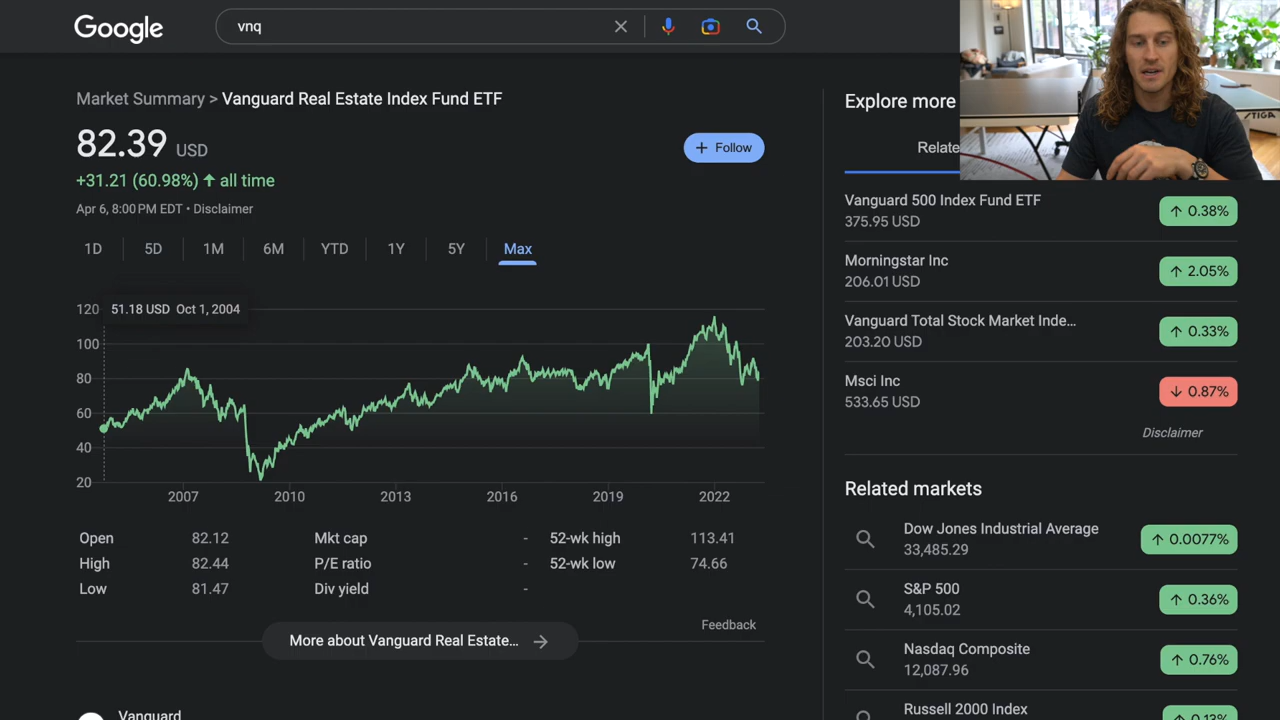 Google
vnq
Market Summary > Vanguard Real Estate Index Fund ETF
82.39 USD
+ Follow
+31.21 (60.98%) ↑ all time
Apr 6, 8:00 PM EDT • Disclaimer
1D 5D 1M 6M YTD 1Y 5Y Max
51.18 USD Oct 1, 2004
120
100
80
60
40
20
2007 2010 2013 2016 2019 2022
Open 82.12 Mkt cap - 52-wk high 113.41
High 82.44 P/E ratio - 52-wk low 74.66
Low 81.47 Div yield -
Feedback
More about Vanguard Real Estate... →
Vanguard
Explore more
Relate
STIGA
Vanguard 500 Index Fund ETF
375.95 USD
↑ 0.38%
Morningstar Inc
206.01 USD
↑ 2.05%
Vanguard Total Stock Market Inde...
203.20 USD
↑ 0.33%
Msci Inc
533.65 USD
↓ 0.87%
Disclaimer
Related markets
Dow Jones Industrial Average
33,485.29
↑ 0.0077%
S&P 500
4,105.02
↑ 0.36%
Nasdaq Composite
12,087.96
↑ 0.76%
Russell 2000 Index
↑ 0.13%